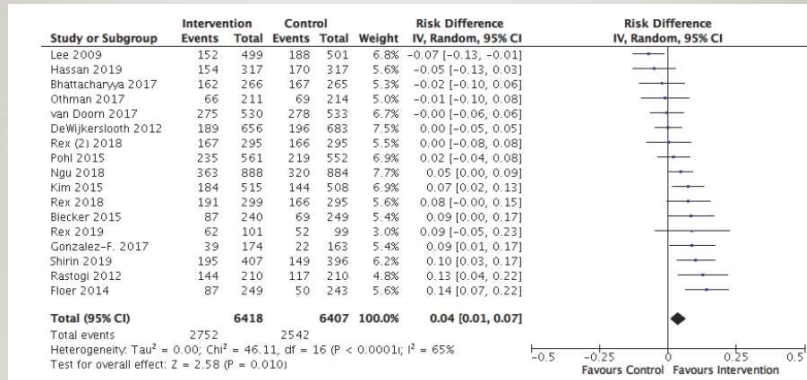 Intervention Control Risk Difference Risk Difference
Study or Subgroup Events Total Events Total Weight IV, Random, 95% CI IV, Random, 95% CI
Lee 2009 152 499 188 501 6.8% -0.07 [-0.13, -0.01]
Hassan 2019 154 317 170 317 5.6% -0.05 [-0.13, 0.03]
Bhattacharyya 2017 162 266 167 265 5.2% -0.02 [-0.10, 0.06]
Othman 2017 66 211 69 214 5.0% -0.01 [-0.10, 0.08]
van Doorn 2017 275 530 278 533 6.7% -0.00 [-0.06, 0.06]
DeWijkerslooth 2012 189 656 196 683 7.5% 0.00 [-0.05, 0.05]
Rex (2) 2018 167 295 166 295 5.5% 0.00 [-0.08, 0.08]
Pohl 2015 235 561 219 552 6.9% 0.02 [-0.04, 0.08]
Ngu 2018 363 888 320 884 7.7% 0.05 [0.00, 0.09]
Kim 2015 184 515 144 508 6.9% 0.07 [0.02, 0.13]
Rex 2018 191 299 166 295 5.5% 0.08 [-0.00, 0.15]
Biecker 2015 87 240 69 249 5.3% 0.09 [0.00, 0.17]
Rex 2019 62 101 52 99 3.0% 0.09 [-0.05, 0.23]
Gonzalez-F. 2017 39 174 22 163 5.4% 0.09 [0.01, 0.17]
Shirin 2019 195 407 149 396 6.1% 0.10 [0.03, 0.17]
Rastogi 2012 144 210 117 210 4.9% 0.13 [0.04, 0.22]
Floer 2014 87 249 50 243 5.7% 0.14 [0.07, 0.22]
Total (95% CI) 6418 6407 100.0% 0.04 [0.01, 0.07]
Total events 2752 2542
Heterogeneity: Tau² = 0.00; Chi² = 46.11, df = 16 (P < 0.0001); I² = 65%
Test for overall effect: Z = 2.58 (P = 0.010)
-0.5 -0.25 0 0.25 0.5
Favours Control Favours Intervention